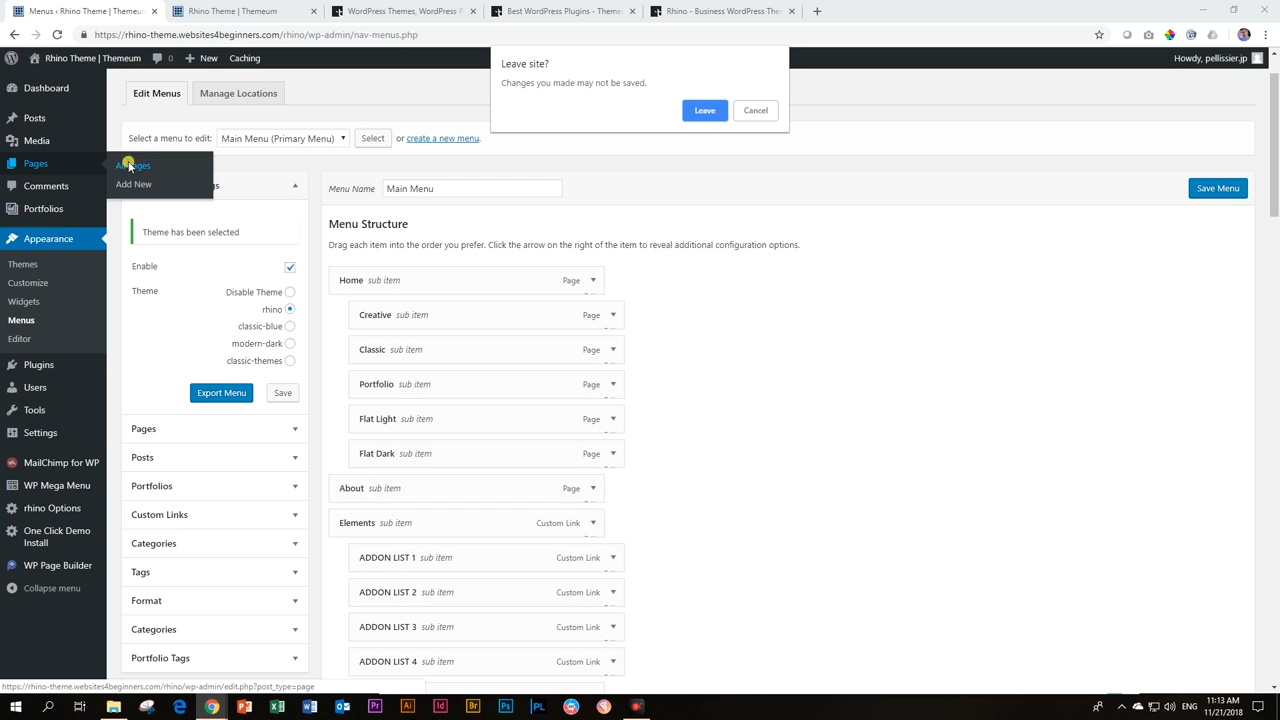 Menus ‹ Rhino Theme | Themeum
Rhino Theme | Themeum
WordPress Themes, WordPress P
Best WordPress Plugins - Theme
Rhino - Business WordPress The
https://rhino-theme.websites4beginners.com/rhino/wp-admin/nav-menus.php
Rhino Theme | Themeum
0
New
Caching
Howdy, pellissier.jp
Leave site?
Changes you made may not be saved.
Leave
Cancel
Dashboard
Posts
Media
Pages
Comments
Portfolios
Appearance
Themes
Customize
Widgets
Menus
Editor
Plugins
Users
Tools
Settings
MailChimp for WP
WP Mega Menu
rhino Options
One Click Demo
Install
WP Page Builder
Collapse menu
All Pages
Add New
Edit Menus
Manage Locations
Select a menu to edit:
Main Menu (Primary Menu)
Select
or create a new menu.
Theme has been selected
Enable
Theme
Disable Theme
rhino
classic-blue
modern-dark
classic-themes
Export Menu
Save
Pages
Posts
Portfolios
Custom Links
Categories
Tags
Format
Categories
Portfolio Tags
Menu Name
Main Menu
Save Menu
Menu Structure
Drag each item into the order you prefer. Click the arrow on the right of the item to reveal additional configuration options.
Home sub item Page
Creative sub item Page
Classic sub item Page
Portfolio sub item Page
Flat Light sub item Page
Flat Dark sub item Page
About sub item Page
Elements sub item Custom Link
ADDON LIST 1 sub item Custom Link
ADDON LIST 2 sub item Custom Link
ADDON LIST 3 sub item Custom Link
ADDON LIST 4 sub item Custom Link
https://rhino-theme.websites4beginners.com/rhino/wp-admin/edit.php?post_type=page
ENG
11:13 AM
11/21/2018